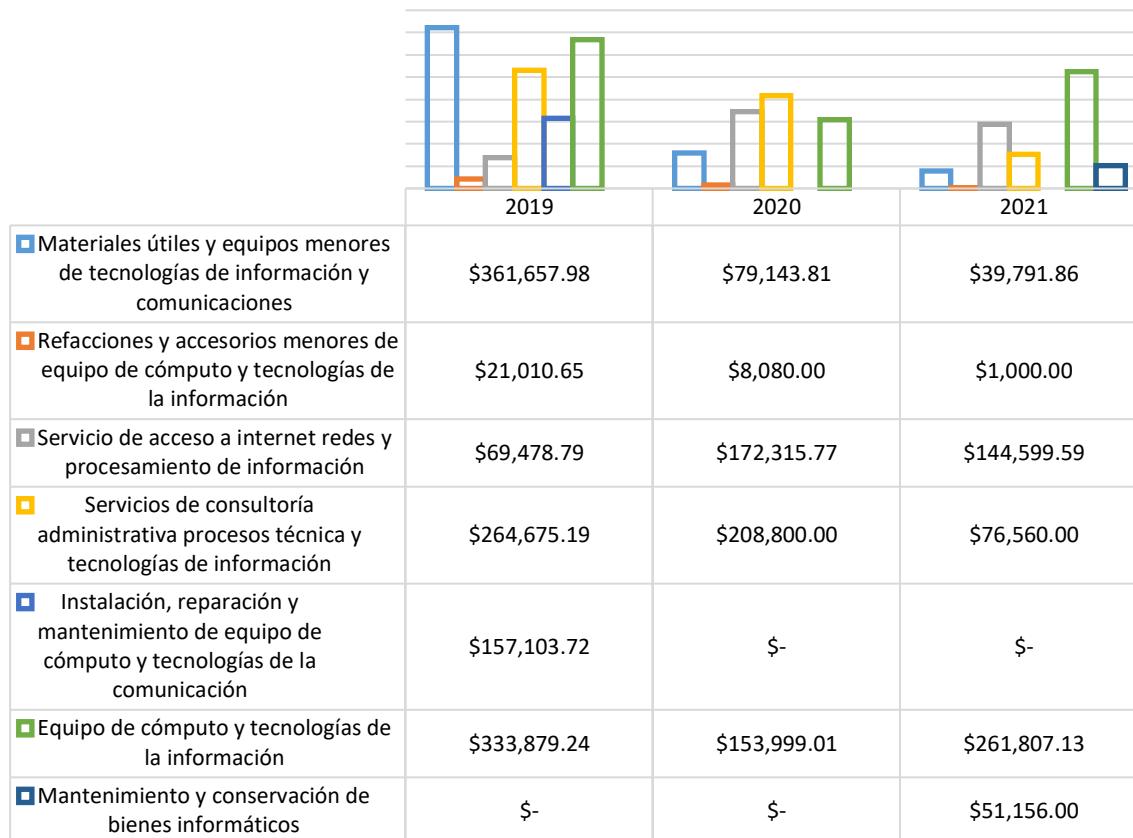 2019 2020 2021
Materiales útiles y equipos menores
de tecnologías de información y
comunicaciones
$361,657.98 $79,143.81 $39,791.86
Refacciones y accesorios menores de
equipo de cómputo y tecnologías de
la información
$21,010.65 $8,080.00 $1,000.00
Servicio de acceso a internet redes y
procesamiento de información
$69,478.79 $172,315.77 $144,599.59
Servicios de consultoría
administrativa procesos técnica y
tecnologías de información
$264,675.19 $208,800.00 $76,560.00
Instalación, reparación y
mantenimiento de equipo de
cómputo y tecnologías de la
comunicación
$157,103.72 $- $-
Equipo de cómputo y tecnologías de
la información
$333,879.24 $153,999.01 $261,807.13
Mantenimiento y conservación de
bienes informáticos
$- $- $51,156.00